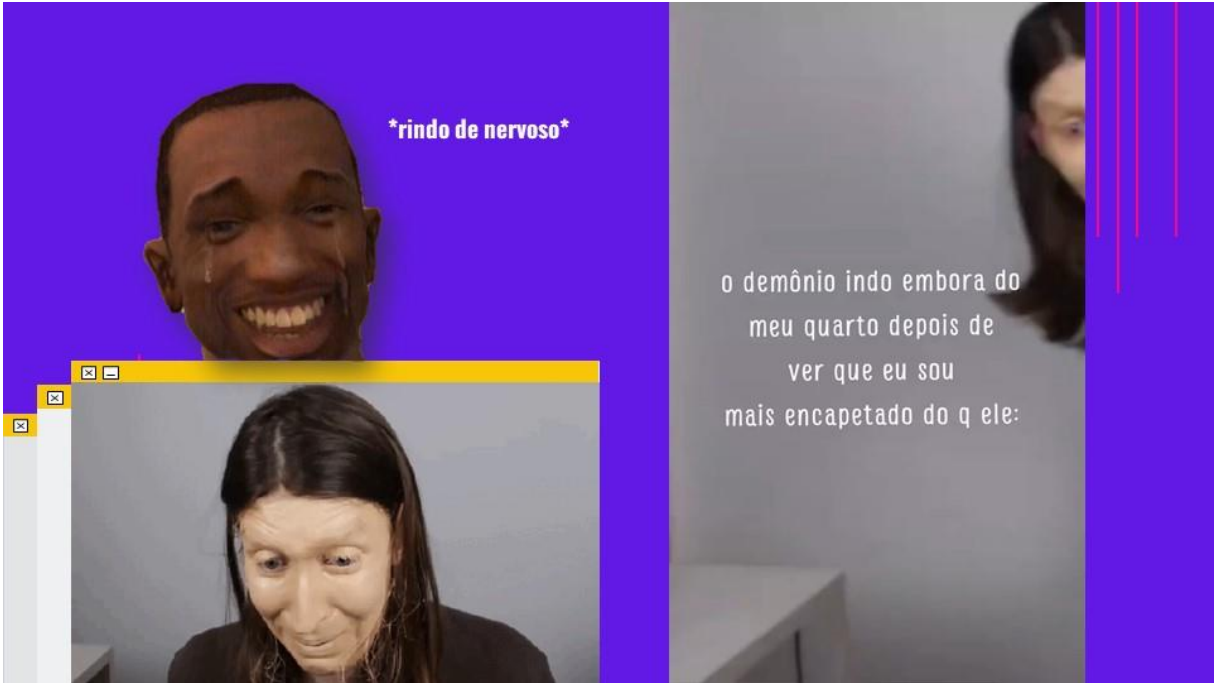 *rindo de nervoso*
o demônio indo embora do
meu quarto depois de
ver que eu sou
mais encapetado do q ele: